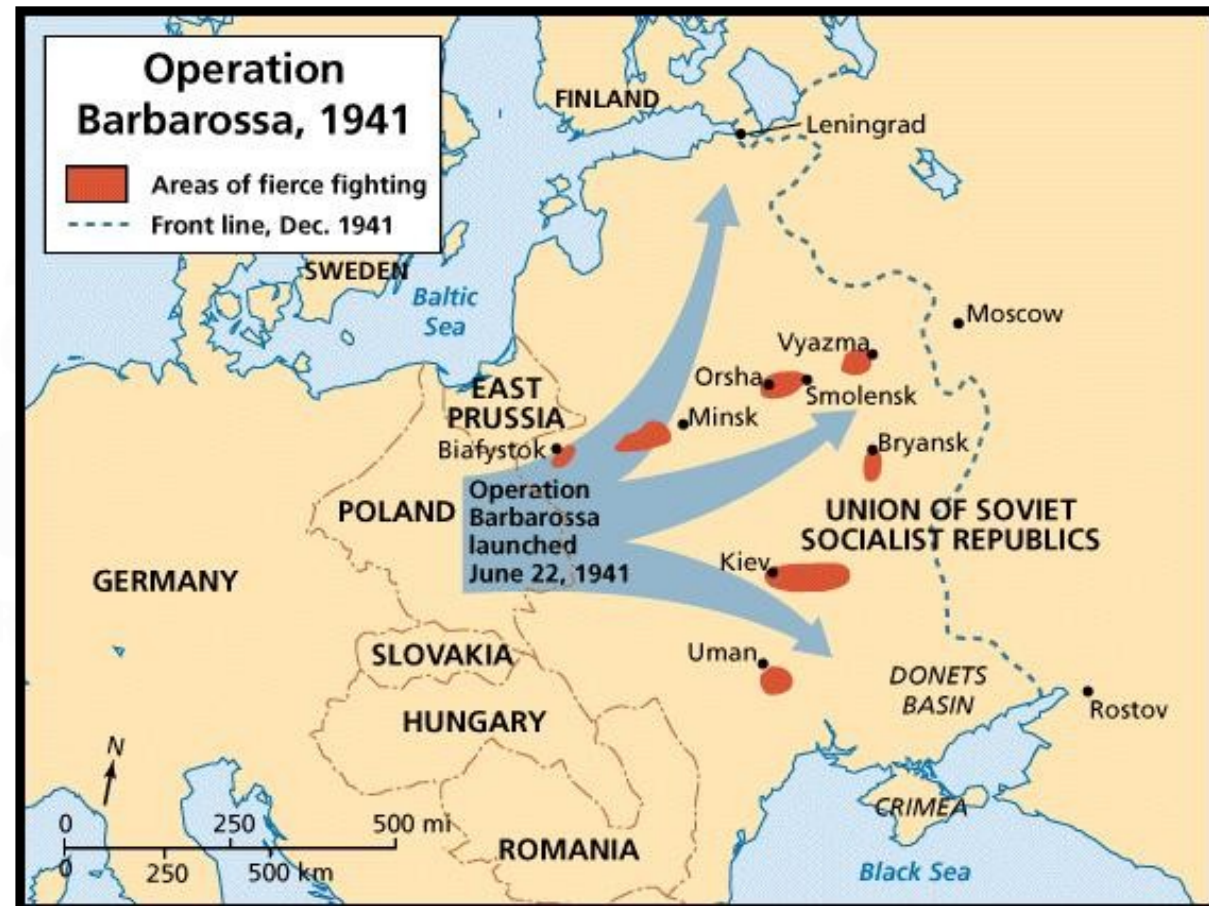 Operation
Barbarossa, 1941
Areas of fierce fighting
Front line, Dec. 1941
FINLAND
Leningrad
SWEDEN
Baltic
Sea
Moscow
Vyazma
Orsha
Smolensk
EAST
PRUSSIA
Minsk
Biafystok
Bryansk
Operation
Barbarossa
launched
June 22, 1941
POLAND
UNION OF SOVIET
SOCIALIST REPUBLICS
GERMANY
Kiev
SLOVAKIA
Uman
DONETS
BASIN
HUNGARY
Rostov
N
CRIMEA
0 250 500 mi
0 250 500 km
ROMANIA
Black Sea